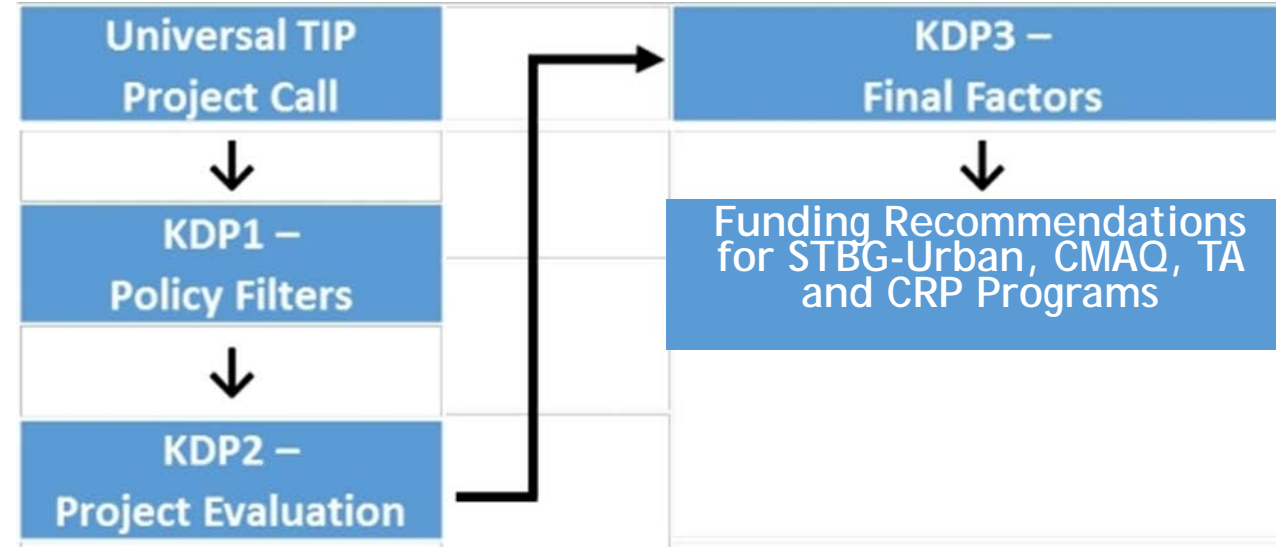 Universal TIP
Project Call
KDP1 –
Policy Filters
KDP2 –
Project Evaluation
KDP3 –
Final Factors
Funding Recommendations
for STBG-Urban, CMAQ, TA
and CRP Programs